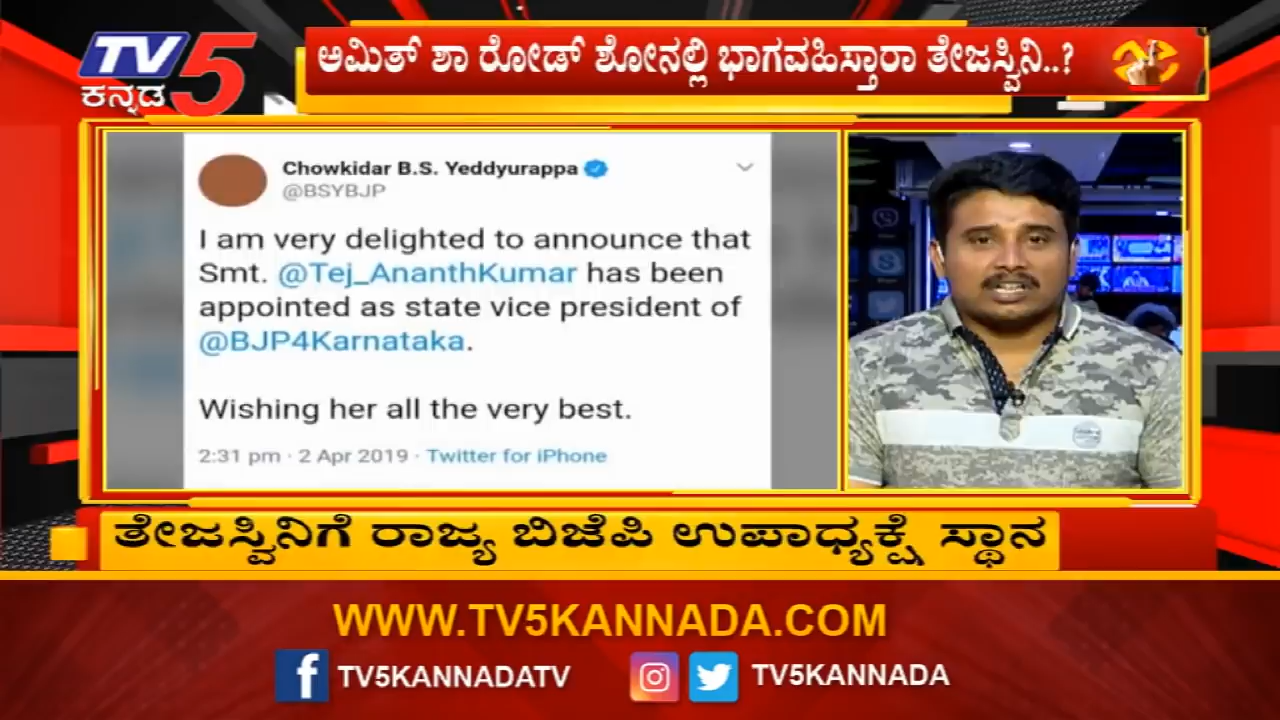 TV5
ಕನ್ನಡ
ಅಮಿತ್ ಶಾ ರೋಡ್ ಶೋನಲ್ಲಿ ಭಾಗವಹಿಸ್ತಾರಾ ತೇಜಸ್ವಿನಿ..?
Chowkidar B.S. Yeddyurappa
@BSYBJP
I am very delighted to announce that
Smt. @Tej_AnanthKumar has been
appointed as state vice president of
@BJP4Karnataka.
Wishing her all the very best.
2:31 pm · 2 Apr 2019 · Twitter for iPhone
ತೇಜಸ್ವಿನಿಗೆ ರಾಜ್ಯ ಬಿಜೆಪಿ ಉಪಾಧ್ಯಕ್ಷೆ ಸ್ಥಾನ
WWW.TV5KANNADA.COM
TV5KANNADATV
TV5KANNADA